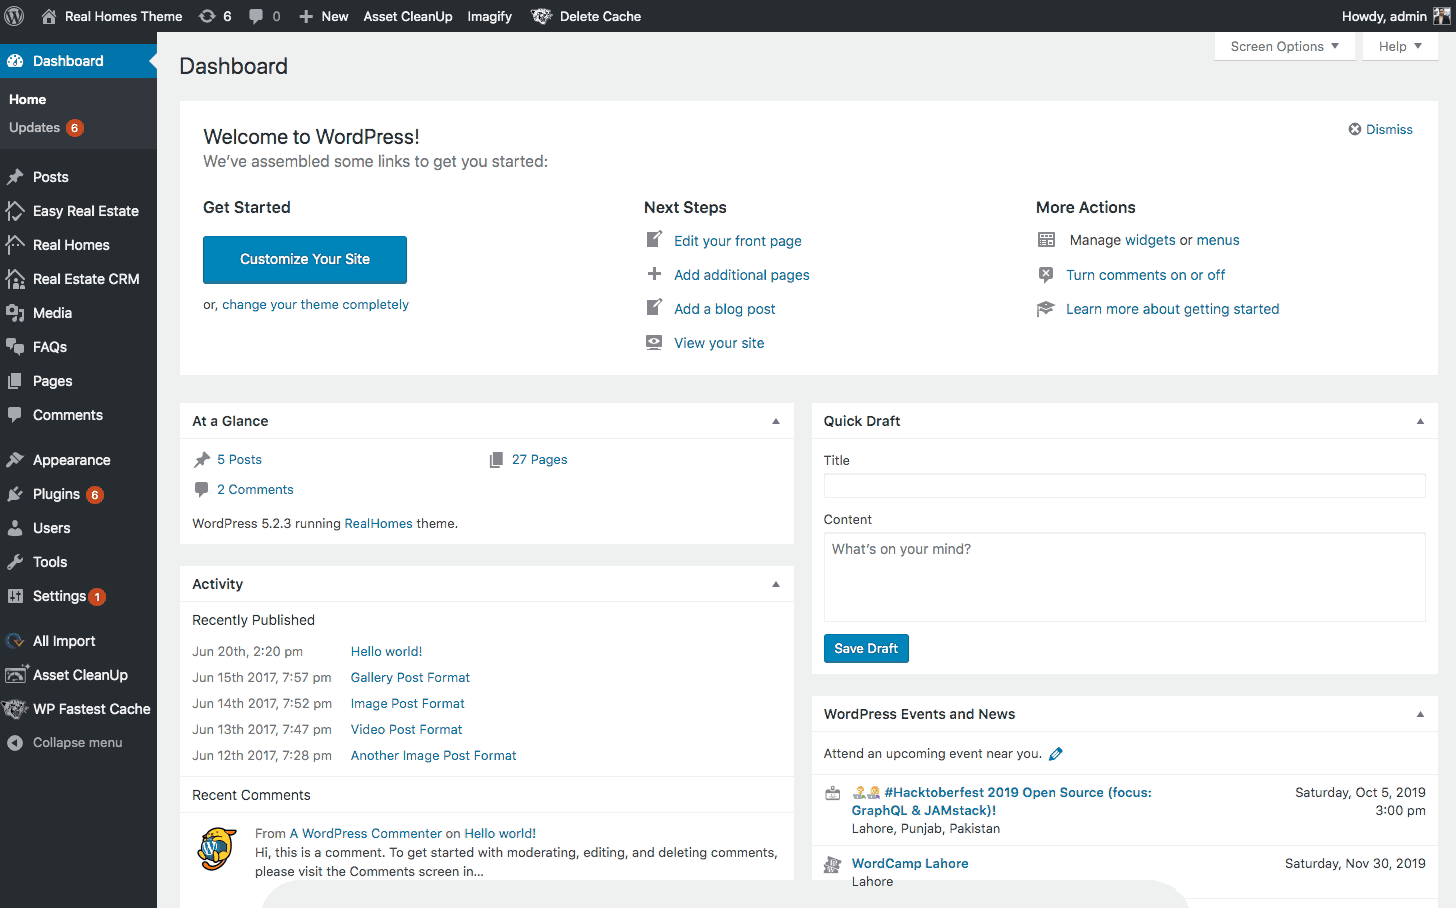 Real Homes Theme 6 0 New Asset CleanUp Imagify Delete Cache Howdy, admin
Dashboard
Home
Updates 6
Posts
Easy Real Estate
Real Homes
Real Estate CRM
Media
FAQs
Pages
Comments
Appearance
Plugins 6
Users
Tools
Settings 1
All Import
Asset CleanUp
WP Fastest Cache
Collapse menu
Screen Options Help
Dashboard
Welcome to WordPress!
Dismiss
We've assembled some links to get you started:
Get Started
Customize Your Site
or, change your theme completely
Next Steps
Edit your front page
Add additional pages
Add a blog post
View your site
More Actions
Manage widgets or menus
Turn comments on or off
Learn more about getting started
At a Glance
5 Posts
27 Pages
2 Comments
WordPress 5.2.3 running RealHomes theme.
Activity
Recently Published
Jun 20th, 2:20 pm Hello world!
Jun 15th 2017, 7:57 pm Gallery Post Format
Jun 14th 2017, 7:52 pm Image Post Format
Jun 13th 2017, 7:47 pm Video Post Format
Jun 12th 2017, 7:28 pm Another Image Post Format
Recent Comments
From A WordPress Commenter on Hello world!
Hi, this is a comment. To get started with moderating, editing, and deleting comments,
please visit the Comments screen in…
Quick Draft
Title
Content
What's on your mind?
Save Draft
WordPress Events and News
Attend an upcoming event near you.
#Hacktoberfest 2019 Open Source (focus: Saturday, Oct 5, 2019
GraphQL & JAMstack)! 3:00 pm
Lahore, Punjab, Pakistan
WordCamp Lahore Saturday, Nov 30, 2019
Lahore